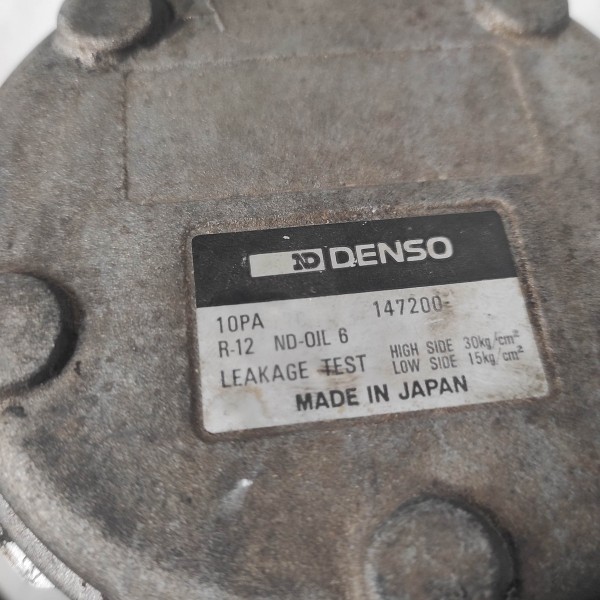 ND DENSO
10PA 147200-
R-12 ND-OIL 6
LEAKAGE TEST HIGH SIDE 30kg/cm²
LOW SIDE 15kg/cm²
MADE IN JAPAN